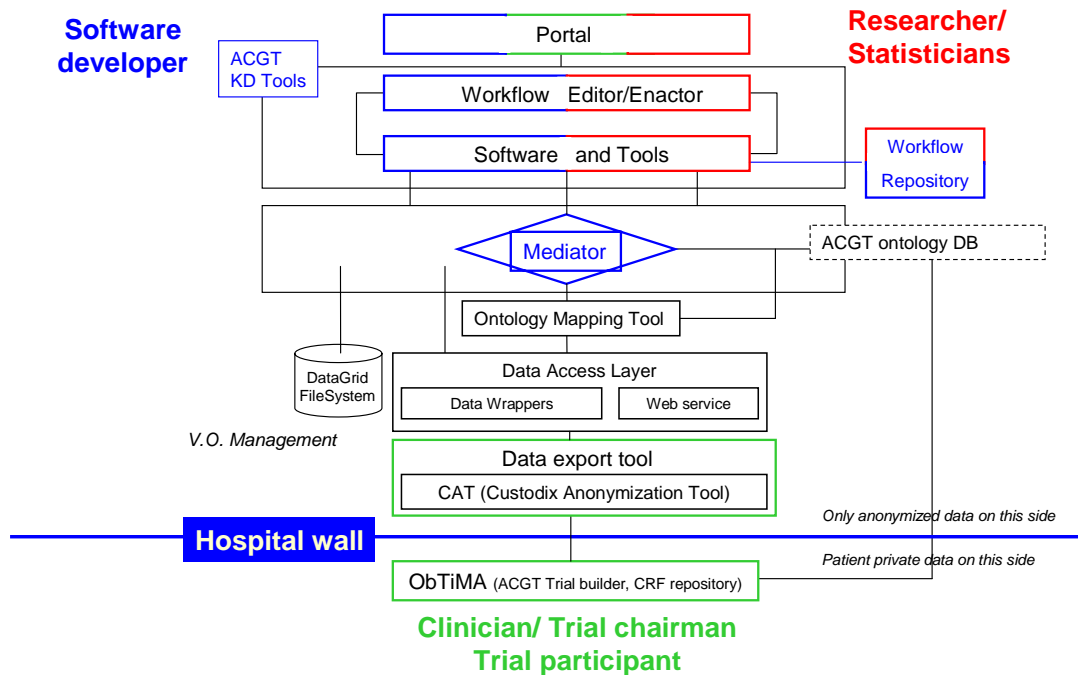 Software
developer
Portal
Researcher/
Statisticians
ACGT
KD Tools
Workflow Editor/Enactor
Software and Tools
Workflow
Repository
Mediator
ACGT ontology DB
Ontology Mapping Tool
DataGrid
FileSystem
Data Access Layer
Data Wrappers
Web service
V.O. Management
Data export tool
CAT (Custodix Anonymization Tool)
Only anonymized data on this side
Hospital wall
Patient private data on this side
ObTiMA (ACGT Trial builder, CRF repository)
Clinician/ Trial chairman
Trial participant